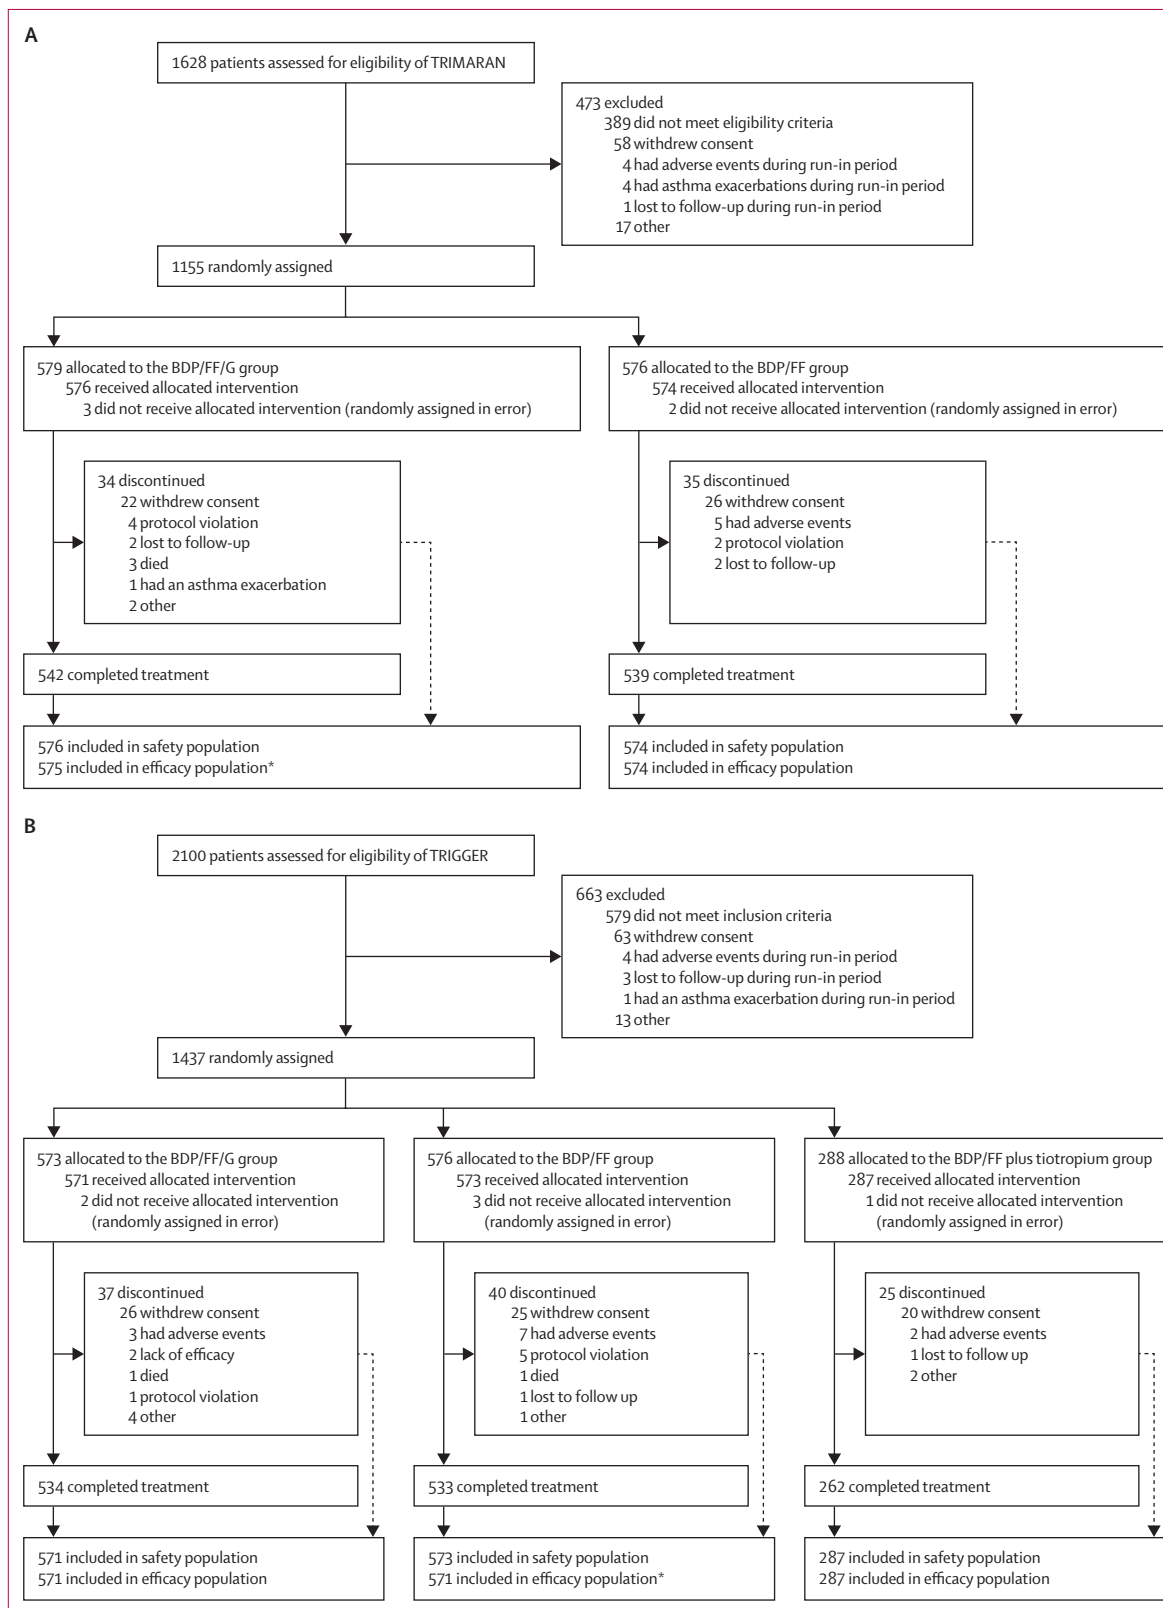 A
1628 patients assessed for eligibility of TRIMARAN
473 excluded
389 did not meet eligibility criteria
58 withdrew consent
4 had adverse events during run-in period
4 had asthma exacerbations during run-in period
1 lost to follow-up during run-in period
17 other
1155 randomly assigned
579 allocated to the BDP/FF/G group
576 received allocated intervention
3 did not receive allocated intervention (randomly assigned in error)
576 allocated to the BDP/FF group
574 received allocated intervention
2 did not receive allocated intervention (randomly assigned in error)
34 discontinued
22 withdrew consent
4 protocol violation
2 lost to follow-up
3 died
1 had an asthma exacerbation
2 other
35 discontinued
26 withdrew consent
5 had adverse events
2 protocol violation
2 lost to follow-up
542 completed treatment
539 completed treatment
576 included in safety population
575 included in efficacy population*
574 included in safety population
574 included in efficacy population
B
2100 patients assessed for eligibility of TRIGGER
663 excluded
579 did not meet inclusion criteria
63 withdrew consent
4 had adverse events during run-in period
3 lost to follow-up during run-in period
1 had an asthma exacerbation during run-in period
13 other
1437 randomly assigned
573 allocated to the BDP/FF/G group
571 received allocated intervention
2 did not receive allocated intervention
(randomly assigned in error)
576 allocated to the BDP/FF group
573 received allocated intervention
3 did not receive allocated intervention
(randomly assigned in error)
288 allocated to the BDP/FF plus tiotropium group
287 received allocated intervention
1 did not receive allocated intervention
(randomly assigned in error)
37 discontinued
26 withdrew consent
3 had adverse events
2 lack of efficacy
1 died
1 protocol violation
4 other
40 discontinued
25 withdrew consent
7 had adverse events
5 protocol violation
1 died
1 lost to follow up
1 other
25 discontinued
20 withdrew consent
2 had adverse events
1 lost to follow up
2 other
534 completed treatment
533 completed treatment
262 completed treatment
571 included in safety population
571 included in efficacy population
573 included in safety population
571 included in efficacy population*
287 included in safety population
287 included in efficacy population